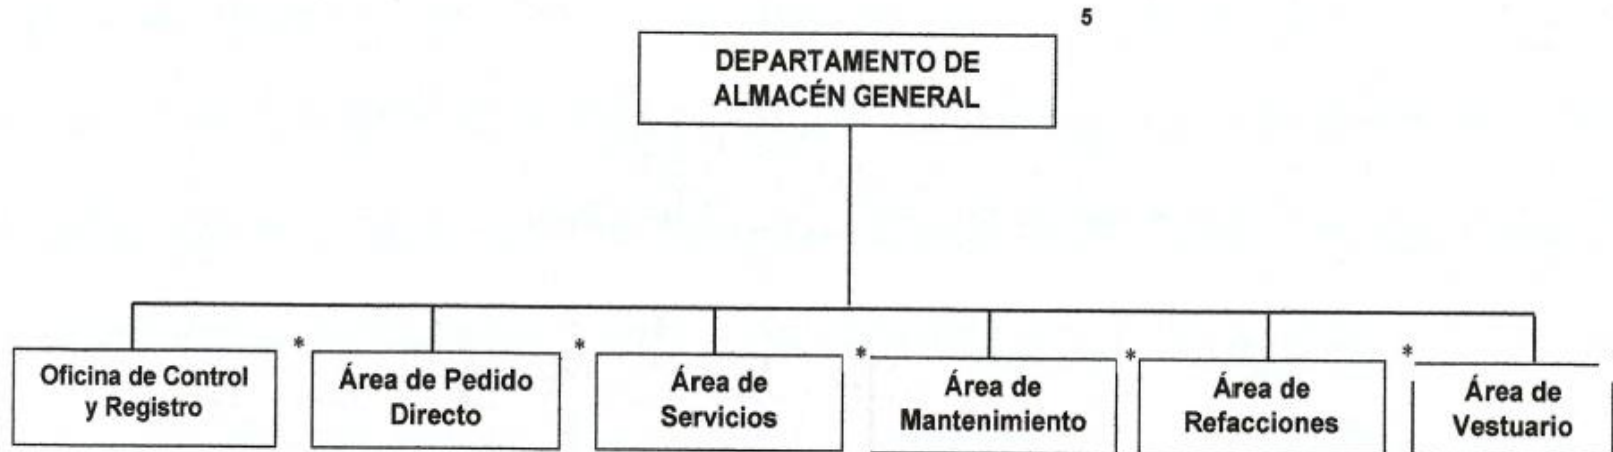 5
DEPARTAMENTO DE
ALMACÉN GENERAL
Oficina de Control
y Registro
*
Área de Pedido
Directo
*
Área de
Servicios
*
Área de
Mantenimiento
*
Área de
Refacciones
*
Área de
Vestuario